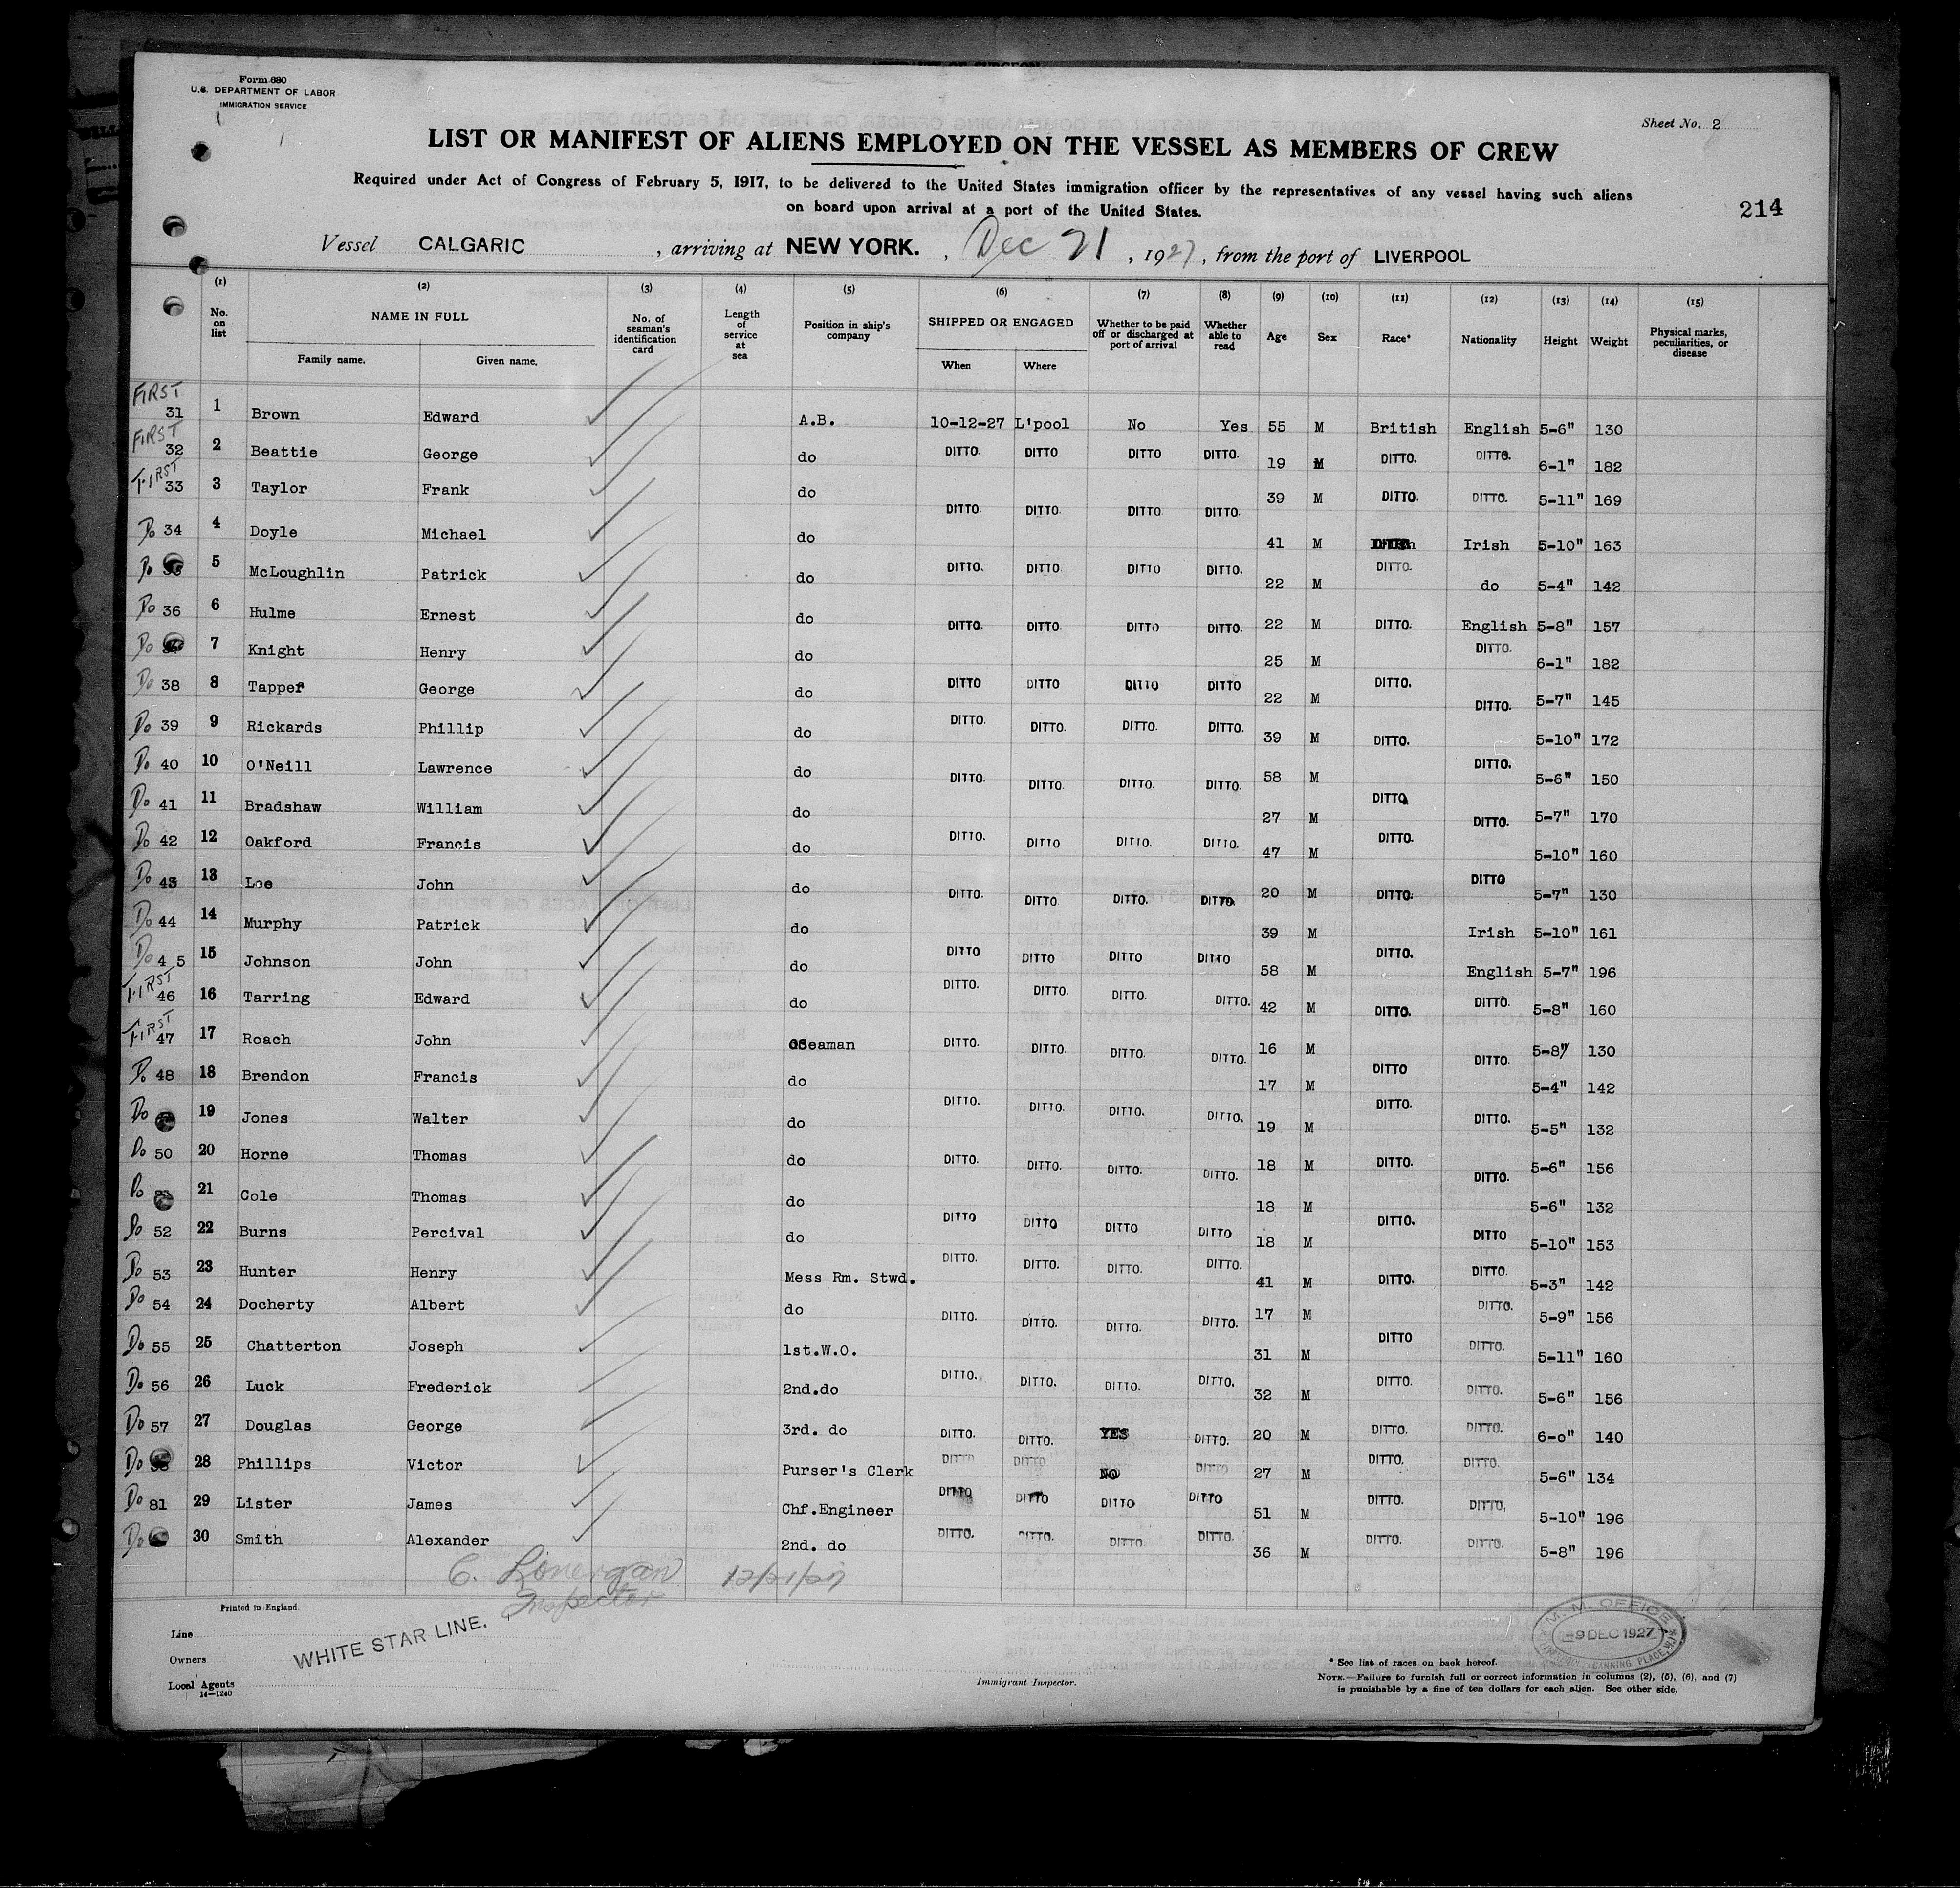 Form 680
U.S. DEPARTMENT OF LABOR
IMMIGRATION SERVICE
Sheet No. 2
LIST OR MANIFEST OF ALIENS EMPLOYED ON THE VESSEL AS MEMBERS OF CREW
Required under Act of Congress of February 5, 1917, to be delivered to the United States immigration officer by the representatives of any vessel having such aliens
on board upon arrival at a port of the United States.
214
Vessel CALGARIC, arriving at NEW YORK., Dec 21, 1927, from the port of LIVERPOOL
(1) (2) (3) (4) (5) (6) (7) (8) (9) (10) (11) (12) (13) (14) (15)
No. on list NAME IN FULL Family name. Given name. No. of seaman's identification card Length of service at sea Position in ship's company SHIPPED OR ENGAGED When Where Whether to be paid off or discharged at port of arrival Whether able to read Age Sex Race* Nationality Height Weight Physical marks, peculiarities, or disease
FIRST 31 1 Brown Edward A.B. 10-12-27 L'pool No Yes 55 M British English 5-6" 130
FIRST 32 2 Beattie George do DITTO. DITTO DITTO DITTO. 19 M DITTO. DITTO. 6-1" 182
FIRST 33 3 Taylor Frank do DITTO. DITTO. DITTO DITTO. 39 M DITTO. DITTO. 5-11" 169
Do 34 4 Doyle Michael do 41 M Irish 5-10" 163
Do 5 McLoughlin Patrick do DITTO. DITTO. DITTO DITTO. 22 M DITTO. do 5-4" 142
Do 36 6 Hulme Ernest do DITTO. DITTO. DITTO DITTO. 22 M DITTO. English 5-8" 157
Do 7 Knight Henry do 25 M DITTO. 6-1" 182
Do 38 8 Tapper George do DITTO DITTO DITTO DITTO 22 M DITTO. DITTO. 5-7" 145
Do 39 9 Rickards Phillip do DITTO. DITTO. DITTO. DITTO. 39 M DITTO. 5-10" 172
Do 40 10 O'Neill Lawrence do DITTO. DITTO. DITTO. DITTO. 58 M DITTO. 5-6" 150
Do 41 11 Bradshaw William do 27 M DITTO. DITTO. 5-7" 170
Do 42 12 Oakford Francis do DITTO. DITTO DITTO. DITTO. 47 M DITTO. 5-10" 160
Do 43 13 Lee John do DITTO. DITTO DITTO. DITTO. 20 M DITTO. DITTO 5-7" 130
Do 44 14 Murphy Patrick do 39 M Irish 5-10" 161
Do 45 15 Johnson John do DITTO DITTO DITTO DITTO 58 M DITTO. English 5-7" 196
FIRST 46 16 Tarring Edward do DITTO. DITTO. DITTO. DITTO. 42 M DITTO. DITTO. 5-8" 160
FIRST 47 17 Roach John Seaman DITTO. DITTO. DITTO. DITTO. 16 M DITTO. 5-8" 130
Do 48 18 Brendon Francis do 17 M DITTO 5-4" 142
Do 19 Jones Walter do DITTO. DITTO. DITTO. DITTO. 19 M DITTO. DITTO. 5-5" 132
Do 50 20 Horne Thomas do DITTO. DITTO. DITTO. DITTO. 18 M DITTO. DITTO. 5-6" 156
Do 21 Cole Thomas do 18 M 5-6" 132
Do 52 22 Burns Percival do DITTO DITTO DITTO DITTO 18 M DITTO. DITTO 5-10" 153
Do 53 23 Hunter Henry Mess Rm. Stwd. DITTO. DITTO. DITTO. DITTO. 41 M DITTO. DITTO. 5-3" 142
Do 54 24 Docherty Albert do DITTO. DITTO. DITTO. DITTO. 17 M DITTO. 5-9" 156
Do 55 25 Chatterton Joseph 1st.W.O. 31 M DITTO DITTO. 5-11" 160
Do 56 26 Luck Frederick 2nd.do DITTO. DITTO. DITTO. DITTO. 32 M DITTO. DITTO. 5-6" 156
Do 57 27 Douglas George 3rd. do DITTO. DITTO. YES DITTO. 20 M DITTO. DITTO. 6-0" 140
Do 28 Phillips Victor Purser's Clerk DITTO DITTO NO DITTO 27 M DITTO. DITTO. 5-6" 134
Do 81 29 Lister James Chf.Engineer DITTO DITTO DITTO DITTO 51 M DITTO. DITTO. 5-10" 196
Do 30 Smith Alexander 2nd. do DITTO. DITTO. DITTO. DITTO. 36 M DITTO. DITTO. 5-8" 196
C. Lonergan 12/21/27
Inspector
Printed in England.
Line
WHITE STAR LINE.
Owners
Local Agents
14—1240
Immigrant Inspector.
M. M. OFFICE
-9 DEC 1927
CANNING PLACE
* See list of races on back hereof.
NOTE.—Failure to furnish full or correct information in columns (2), (5), (6), and (7)
is punishable by a fine of ten dollars for each alien. See other side.